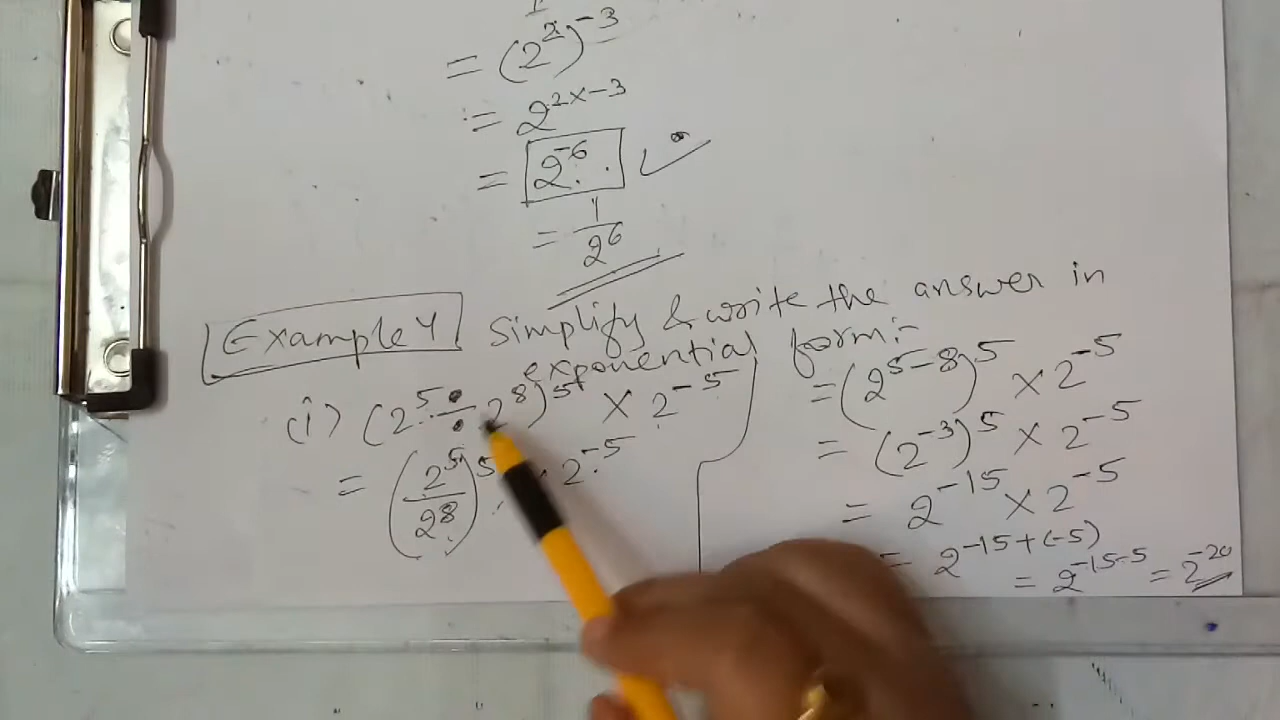 = (2²)⁻³
= 2²ˣ⁻³
= 2⁻⁶
= 1/2⁶
Example 4 Simplify & write the answer in
exponential form:-
(i) (2⁵ ÷ 2⁸)⁵ × 2⁻⁵
= (2⁵/2⁸)⁵ × 2⁻⁵
= (2⁵⁻⁸)⁵ × 2⁻⁵
= (2⁻³)⁵ × 2⁻⁵
= 2⁻¹⁵ × 2⁻⁵
= 2⁻¹⁵⁺⁽⁻⁵⁾
= 2⁻¹⁵⁻⁵ = 2⁻²⁰